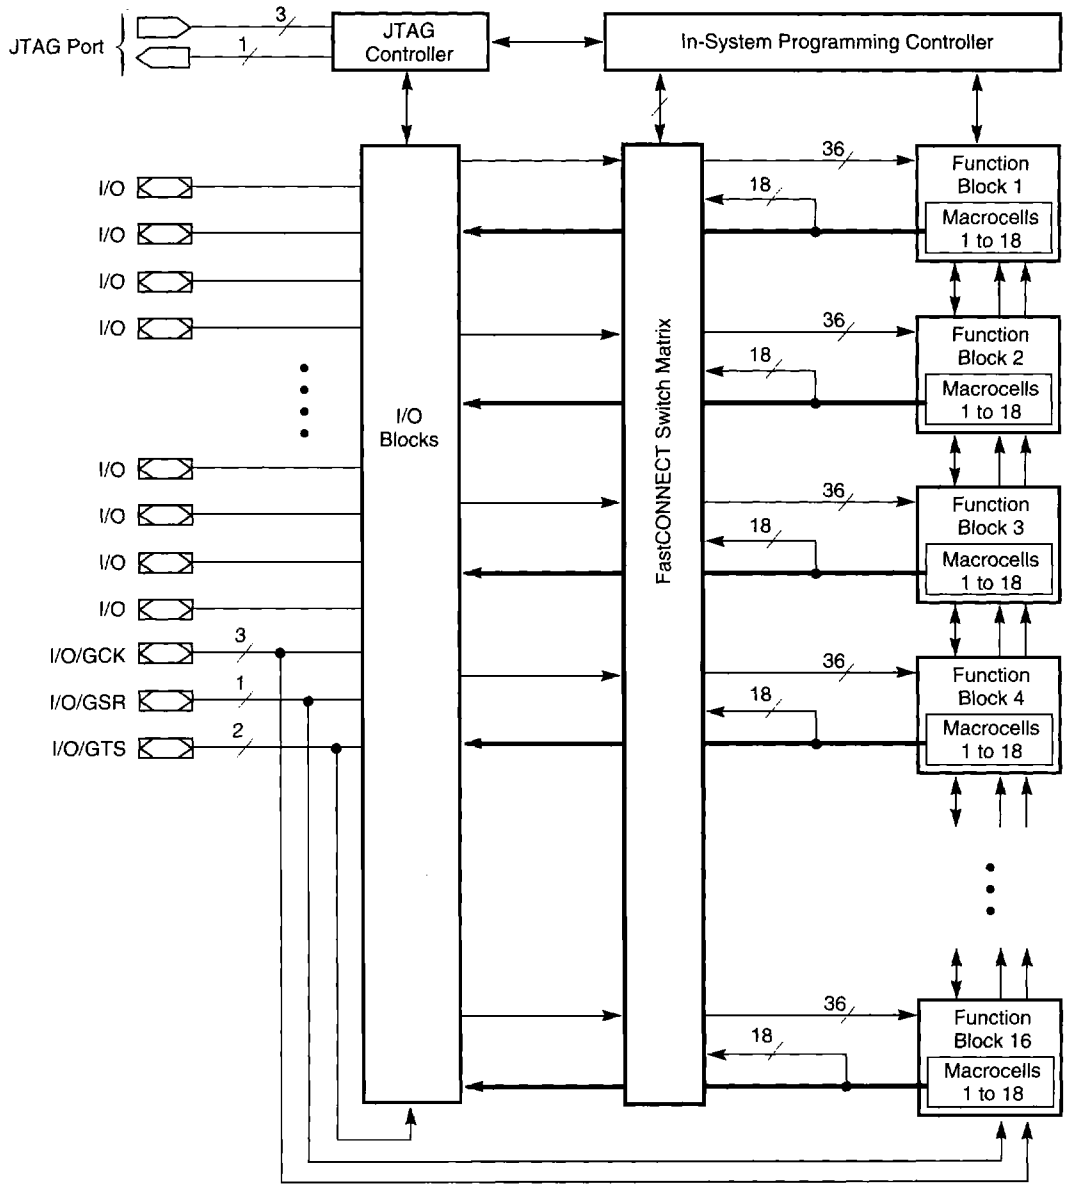 JTAG Port
3
1
JTAG
Controller
In-System Programming Controller
I/O
I/O
I/O
I/O
I/O
I/O
I/O
I/O
I/O/GCK
3
I/O/GSR
1
I/O/GTS
2
I/O
Blocks
FastCONNECT Switch Matrix
36
18
Function
Block 1
Macrocells
1 to 18
36
18
Function
Block 2
Macrocells
1 to 18
36
18
Function
Block 3
Macrocells
1 to 18
36
18
Function
Block 4
Macrocells
1 to 18
36
18
Function
Block 16
Macrocells
1 to 18